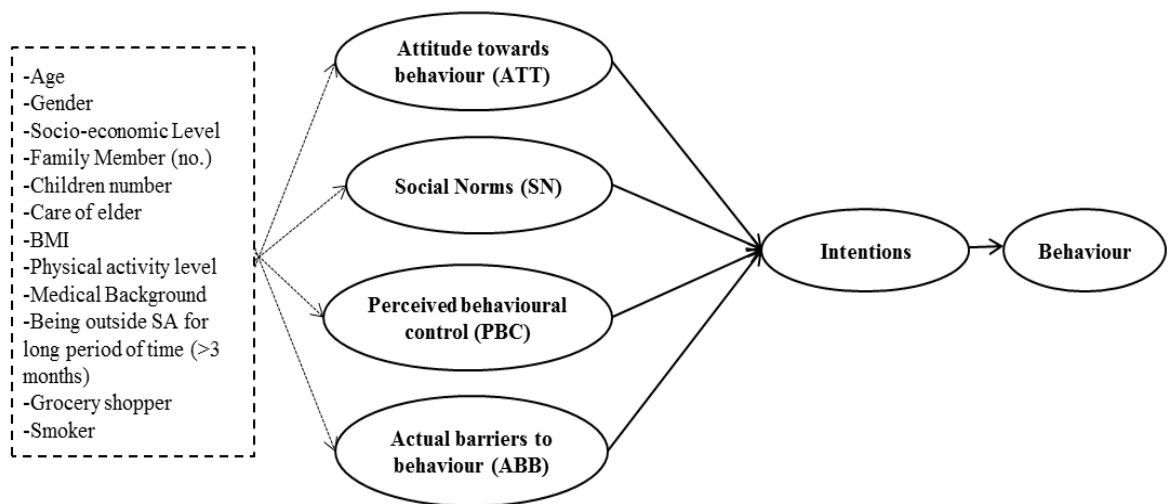 -Age
-Gender
-Socio-economic Level
-Family Member (no.)
-Children number
-Care of elder
-BMI
-Physical activity level
-Medical Background
-Being outside SA for
long period of time (>3
months)
-Grocery shopper
-Smoker
Attitude towards
behaviour (ATT)
Social Norms (SN)
Perceived behavioural
control (PBC)
Actual barriers to
behaviour (ABB)
Intentions
Behaviour